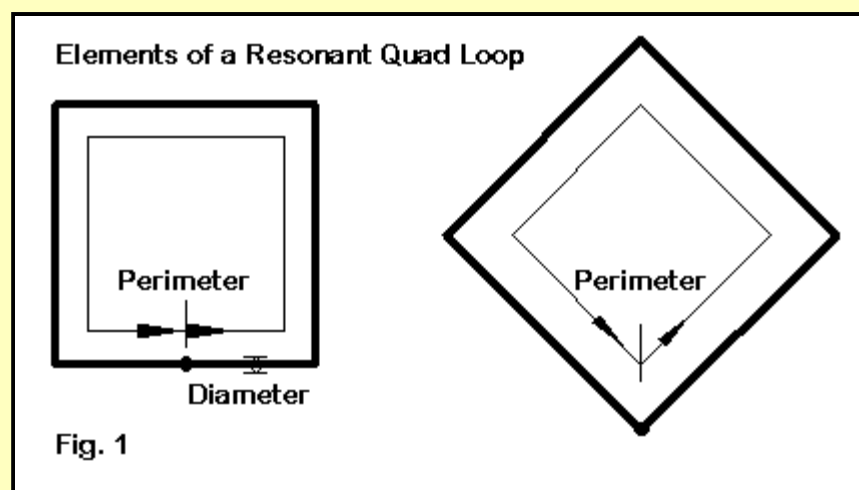 Elements of a Resonant Quad Loop
Perimeter
Perimeter
Diameter
Fig. 1